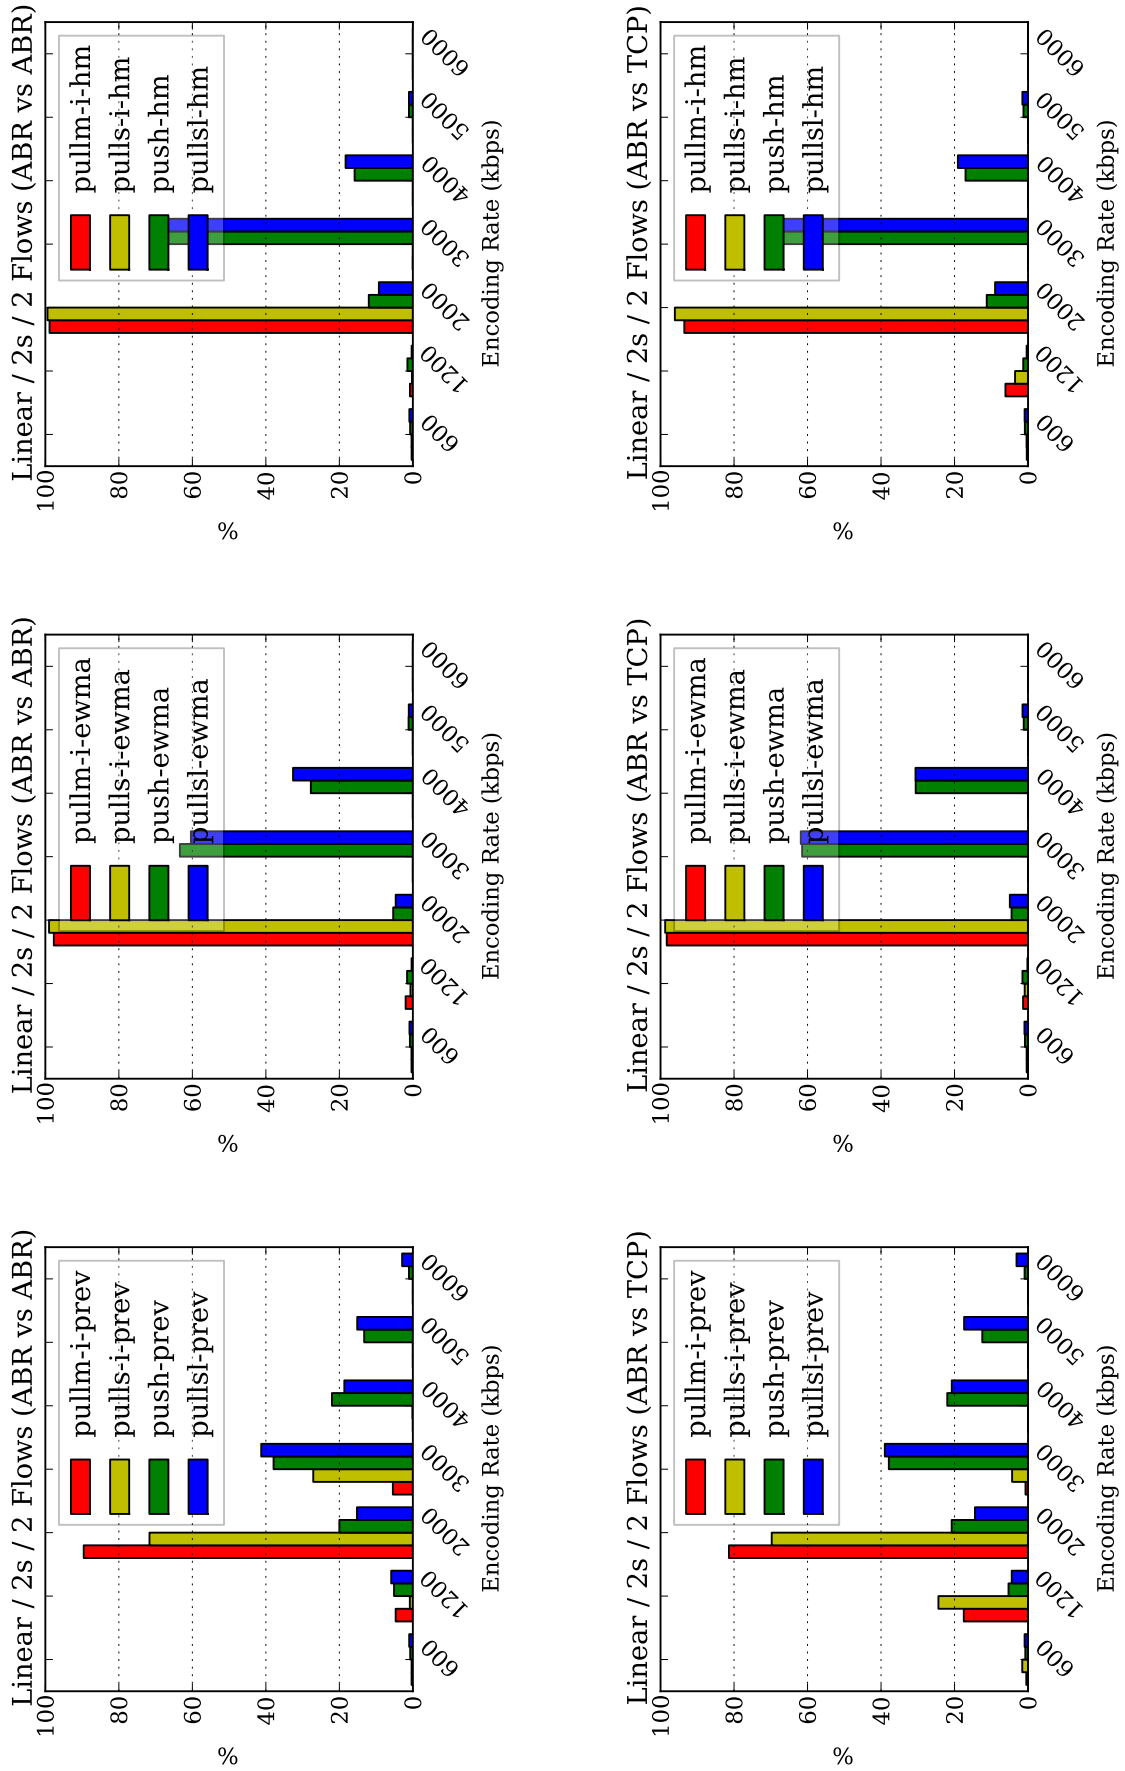 Linear / 2s / 2 Flows (ABR vs ABR)
100
80
60
40
20
0
%
600
1200
2000
3000
4000
5000
6000
Encoding Rate (kbps)
pullm-i-prev
pulls-i-prev
push-prev
pullsl-prev
Linear / 2s / 2 Flows (ABR vs ABR)
100
80
60
40
20
0
%
600
1200
2000
3000
4000
5000
6000
Encoding Rate (kbps)
pullm-i-ewma
pulls-i-ewma
push-ewma
pullsl-ewma
Linear / 2s / 2 Flows (ABR vs ABR)
100
80
60
40
20
0
%
600
1200
2000
3000
4000
5000
6000
Encoding Rate (kbps)
pullm-i-hm
pulls-i-hm
push-hm
pullsl-hm
Linear / 2s / 2 Flows (ABR vs TCP)
100
80
60
40
20
0
%
600
1200
2000
3000
4000
5000
6000
Encoding Rate (kbps)
pullm-i-prev
pulls-i-prev
push-prev
pullsl-prev
Linear / 2s / 2 Flows (ABR vs TCP)
100
80
60
40
20
0
%
600
1200
2000
3000
4000
5000
6000
Encoding Rate (kbps)
pullm-i-ewma
pulls-i-ewma
push-ewma
pullsl-ewma
Linear / 2s / 2 Flows (ABR vs TCP)
100
80
60
40
20
0
%
600
1200
2000
3000
4000
5000
6000
Encoding Rate (kbps)
pullm-i-hm
pulls-i-hm
push-hm
pullsl-hm